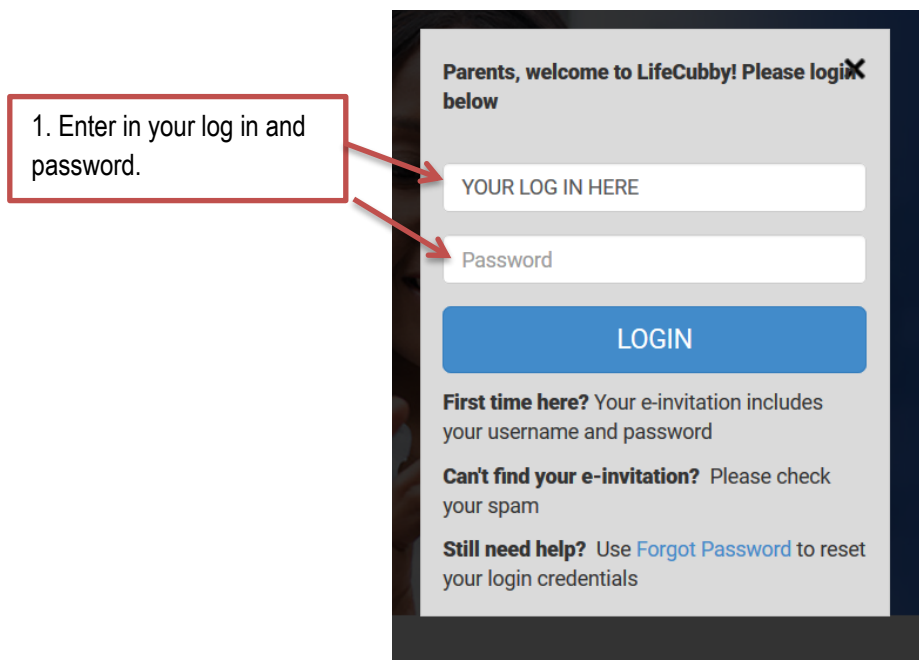 1. Enter in your log in and
password.
Parents, welcome to LifeCubby! Please login
below
YOUR LOG IN HERE
Password
LOGIN
First time here? Your e-invitation includes
your username and password
Can't find your e-invitation? Please check
your spam
Still need help? Use Forgot Password to reset
your login credentials